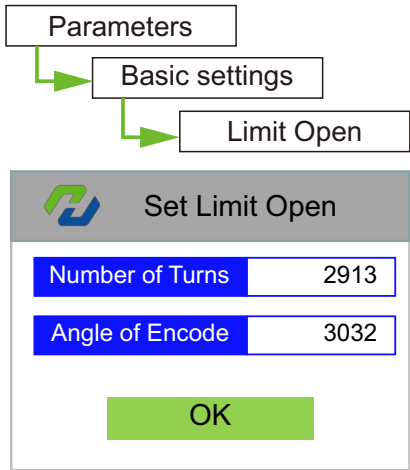 Parameters
Basic settings
Limit Open
Set Limit Open
Number of Turns 2913
Angle of Encode 3032
OK